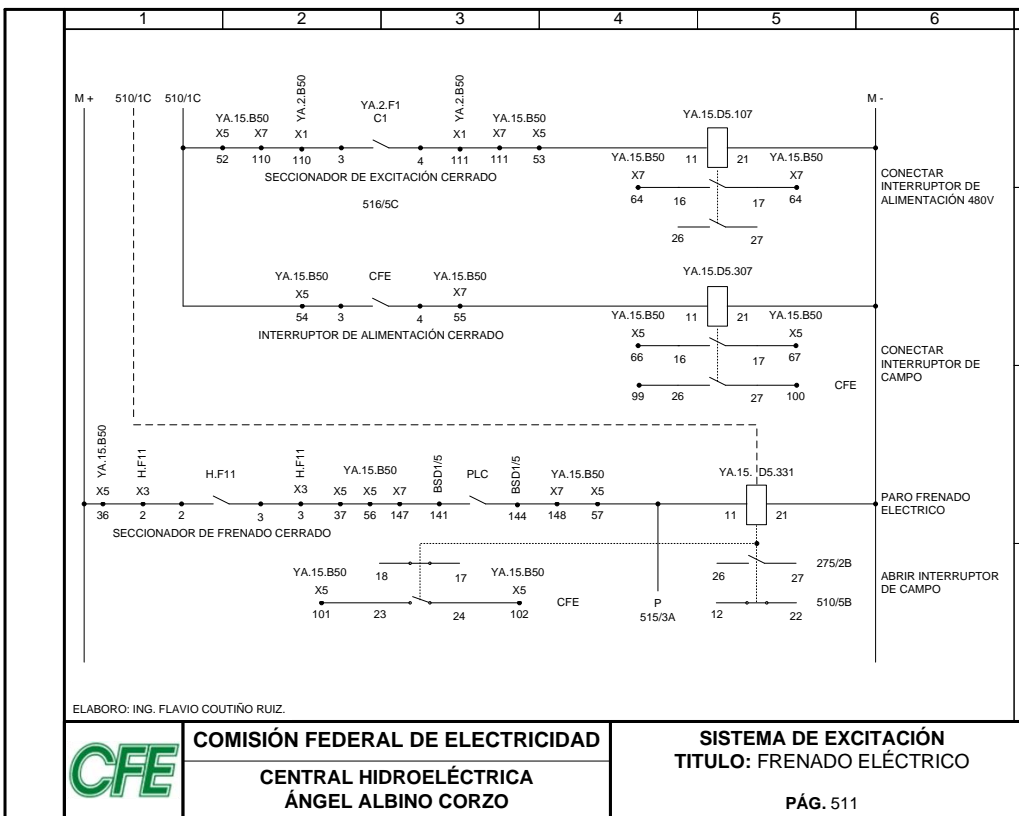 1 2 3 4 5 6
M + 510/1C 510/1C M -
YA.15.B50 YA.2.B50 YA.2.F1 YA.2.B50 YA.15.B50 YA.15.D5.107
X5 X7 X1 C1 X1 X7 X5
52 110 110 3 4 111 111 53 11 21
SECCIONADOR DE EXCITACIÓN CERRADO
516/5C
YA.15.B50 YA.15.B50
X7 X7
64 16 17 64
26 27
CONECTAR
INTERRUPTOR DE
ALIMENTACIÓN 480V
YA.15.B50 CFE YA.15.B50 YA.15.D5.307
X5 X7
54 3 4 55 11 21
INTERRUPTOR DE ALIMENTACIÓN CERRADO
YA.15.B50 YA.15.B50
X5 X5
66 16 17 67
99 26 27 100 CFE
CONECTAR
INTERRUPTOR DE
CAMPO
YA.15.B50 H.F11 H.F11 H.F11 YA.15.B50 BSD1/5 PLC BSD1/5 YA.15.B50 YA.15. D5.331
X5 X3 X3 X5 X5 X7 X7 X5
36 2 2 3 3 37 56 147 141 144 148 57 11 21
SECCIONADOR DE FRENADO CERRADO
PARO FRENADO
ELECTRICO
YA.15.B50 18 17 YA.15.B50
X5 X5
101 23 24 102 CFE
P
515/3A
26 27 275/2B
12 22 510/5B
ABRIR INTERRUPTOR
DE CAMPO
ELABORO: ING. FLAVIO COUTIÑO RUIZ.
CFE
COMISIÓN FEDERAL DE ELECTRICIDAD
CENTRAL HIDROELÉCTRICA
ÁNGEL ALBINO CORZO
SISTEMA DE EXCITACIÓN
TITULO: FRENADO ELÉCTRICO
PÁG. 511